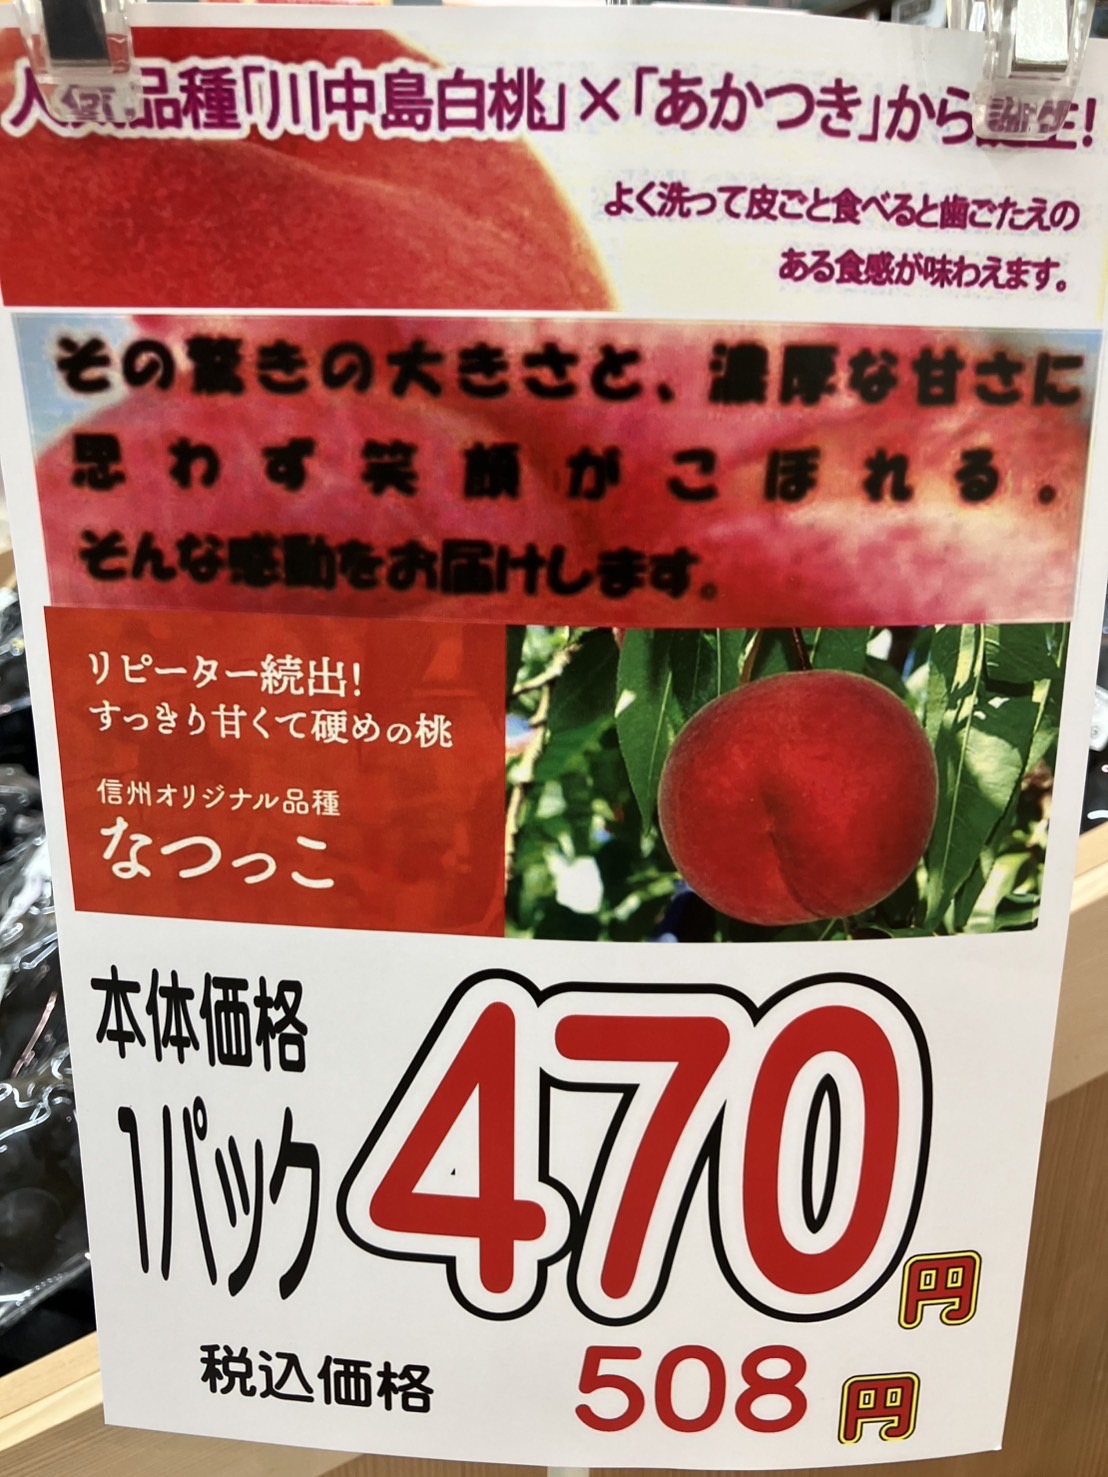 人気品種「川中島白桃」×「あかつき」から誕生!
よく洗って皮ごと食べると歯ごたえの
ある食感が味わえます。
その驚きの大きさと、濃厚な甘さに
思わず笑顔がこぼれる。
そんな感動をお届けします。
リピーター続出!
すっきり甘くて硬めの桃
信州オリジナル品種
なつっこ
本体価格
1パック
470円
税込価格 508円